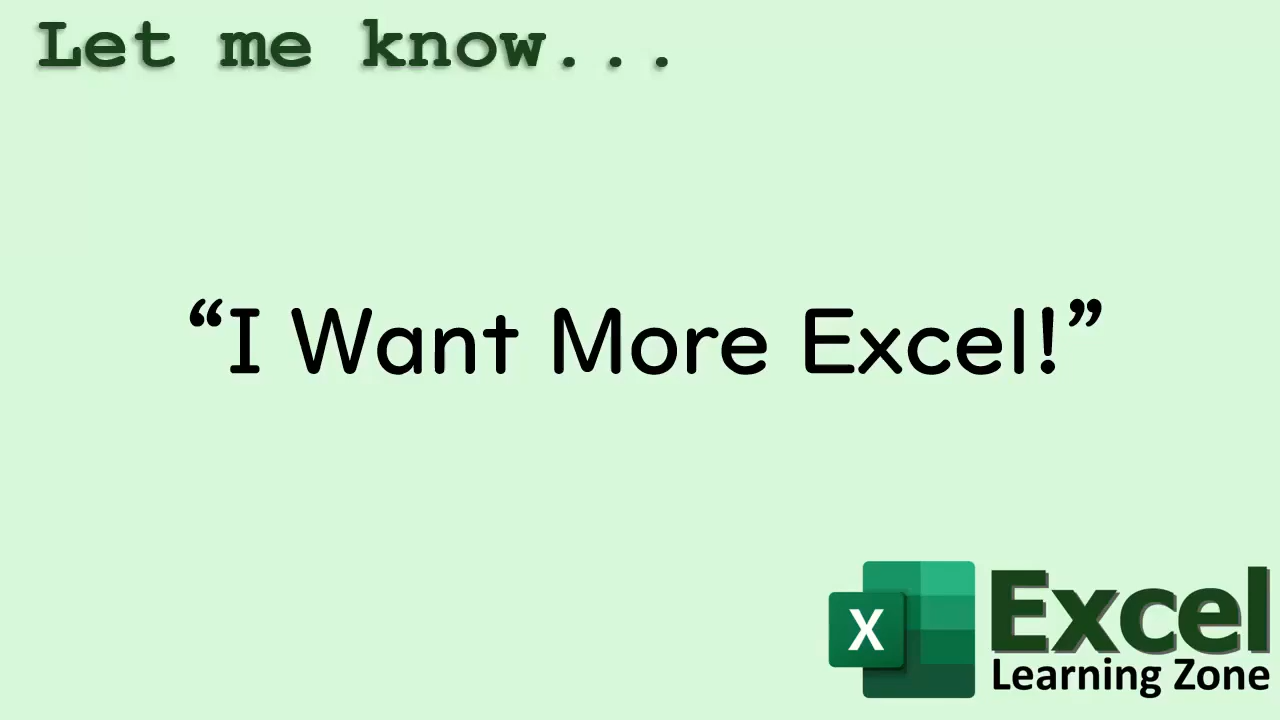 Let me know...
“I Want More Excel!”
X
Excel
Learning Zone